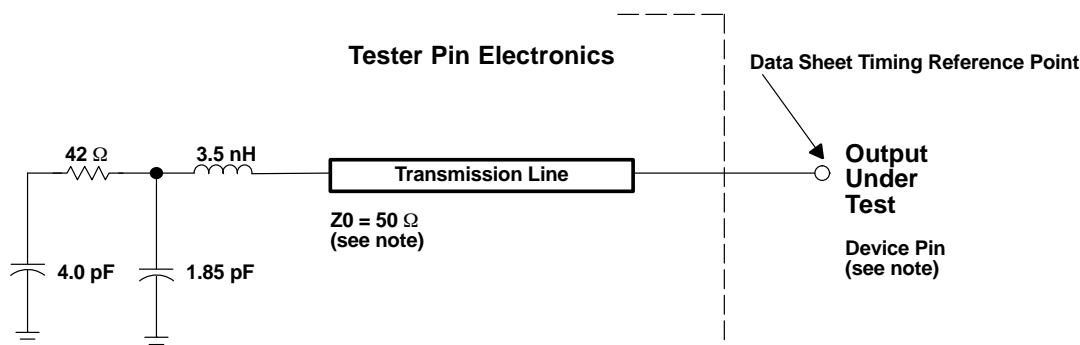 Tester Pin Electronics
Data Sheet Timing Reference Point
42 Ω
3.5 nH
Transmission Line
Output
Under
Test
Z0 = 50 Ω
(see note)
Device Pin
(see note)
4.0 pF
1.85 pF